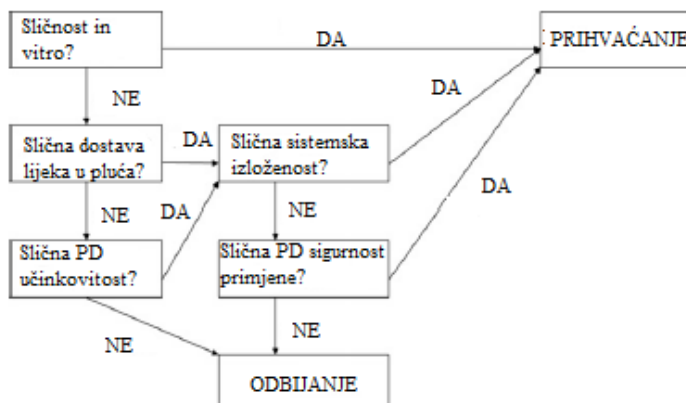 Sličnost in
vitro?
DA
PRIHVAĆANJE
NE
DA
Slična dostava
lijeka u pluća?
DA
Slična sistemska
izloženost?
NE
DA
NE
DA
Slična PD
učinkovitost?
Slična PD sigurnost
primjene?
NE
NE
ODBIJANJE